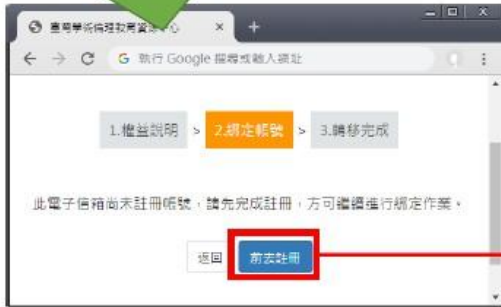 臺灣學術倫理教育資源中心
執行 Google 搜尋或輸入網址
1.權益說明 > 2.綁定帳號 > 3.轉移完成
此電子信箱尚未註冊帳號，請先完成註冊，方可繼續進行綁定作業。
返回 前去註冊